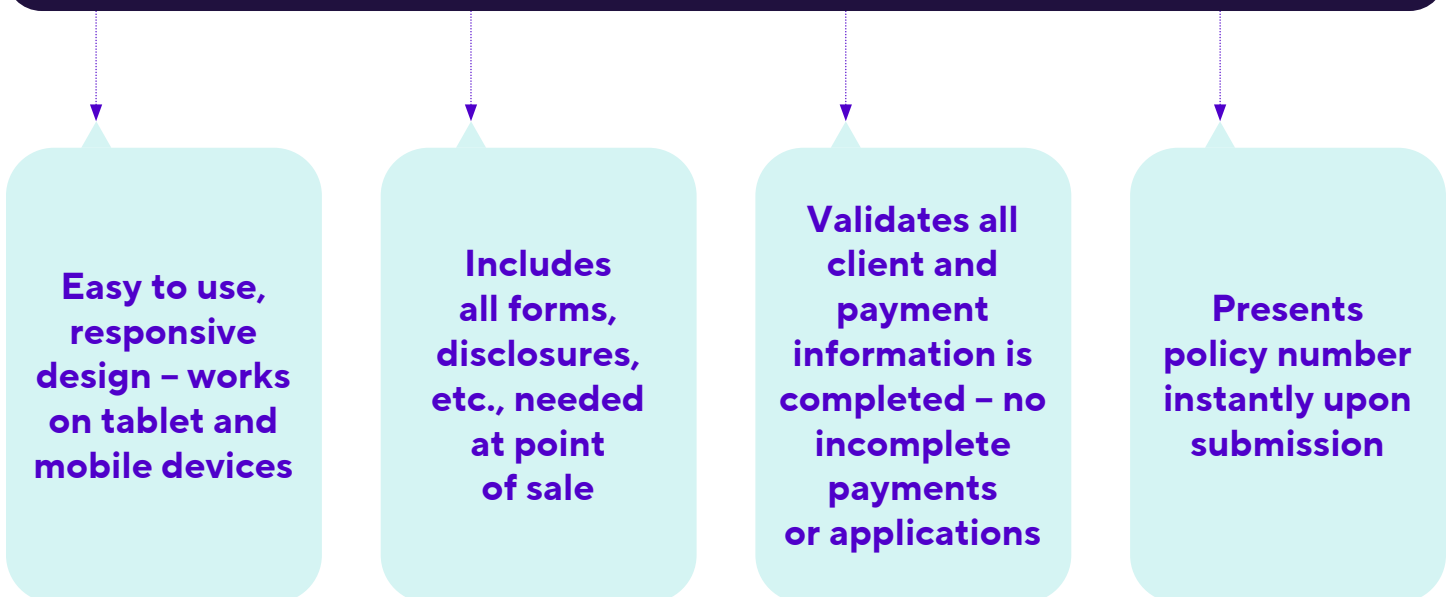 Easy to use,
responsive
design – works
on tablet and
mobile devices
Includes
all forms,
disclosures,
etc., needed
at point
of sale
Validates all
client and
payment
information is
completed – no
incomplete
payments
or applications
Presents
policy number
instantly upon
submission